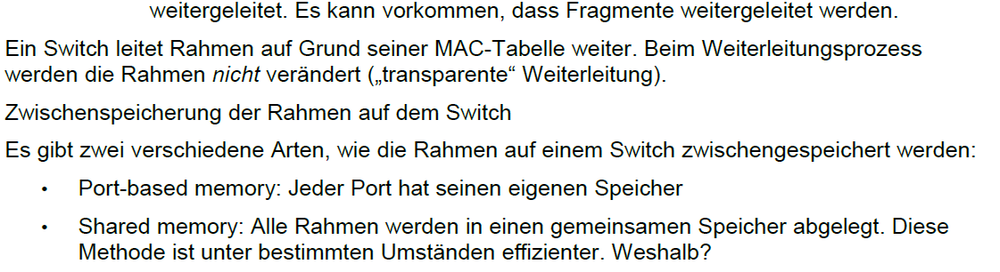 weitergeleitet. Es kann vorkommen, dass Fragmente weitergeleitet werden.
Ein Switch leitet Rahmen auf Grund seiner MAC-Tabelle weiter. Beim Weiterleitungsprozess
werden die Rahmen nicht verändert („transparente“ Weiterleitung).
Zwischenspeicherung der Rahmen auf dem Switch
Es gibt zwei verschiedene Arten, wie die Rahmen auf einem Switch zwischengespeichert werden:
• Port-based memory: Jeder Port hat seinen eigenen Speicher
• Shared memory: Alle Rahmen werden in einen gemeinsamen Speicher abgelegt. Diese
Methode ist unter bestimmten Umständen effizienter. Weshalb?